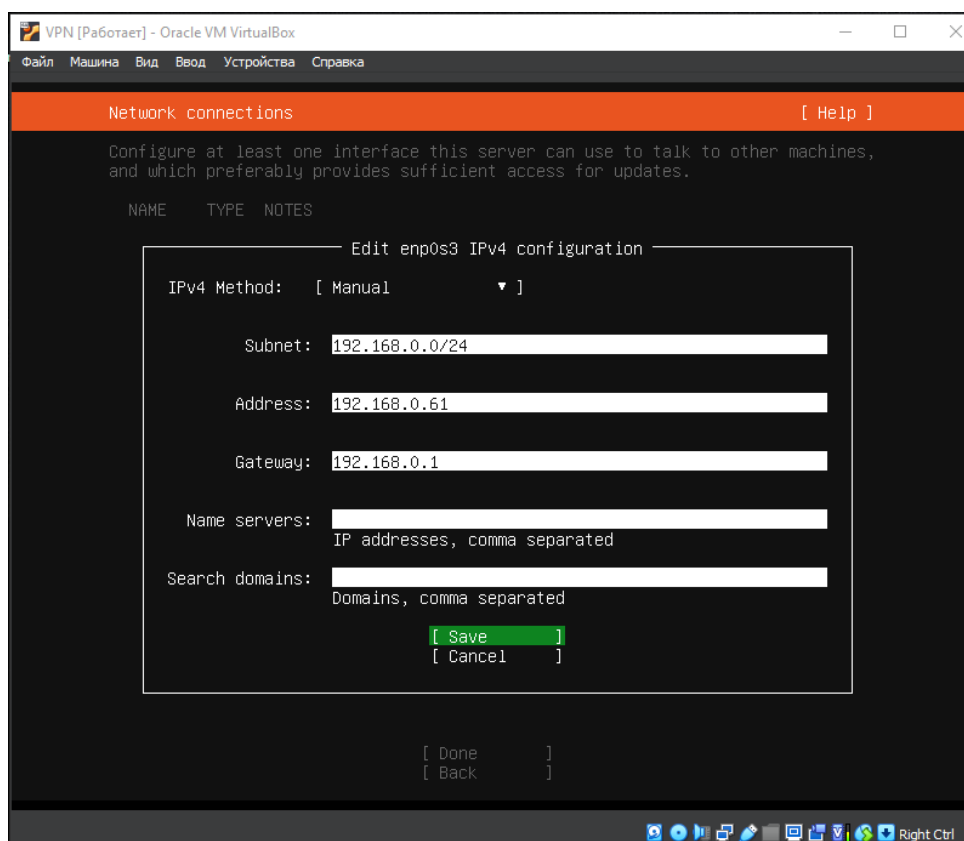 VPN [Работает] - Oracle VM VirtualBox
Файл Машина Вид Ввод Устройства Справка
Network connections [ Help ]
Configure at least one interface this server can use to talk to other machines,
and which preferably provides sufficient access for updates.
NAME TYPE NOTES
Edit enp0s3 IPv4 configuration
IPv4 Method: [ Manual ▾ ]
Subnet: 192.168.0.0/24
Address: 192.168.0.61
Gateway: 192.168.0.1
Name servers:
IP addresses, comma separated
Search domains:
Domains, comma separated
[ Save ]
[ Cancel ]
[ Done ]
[ Back ]
Right Ctrl